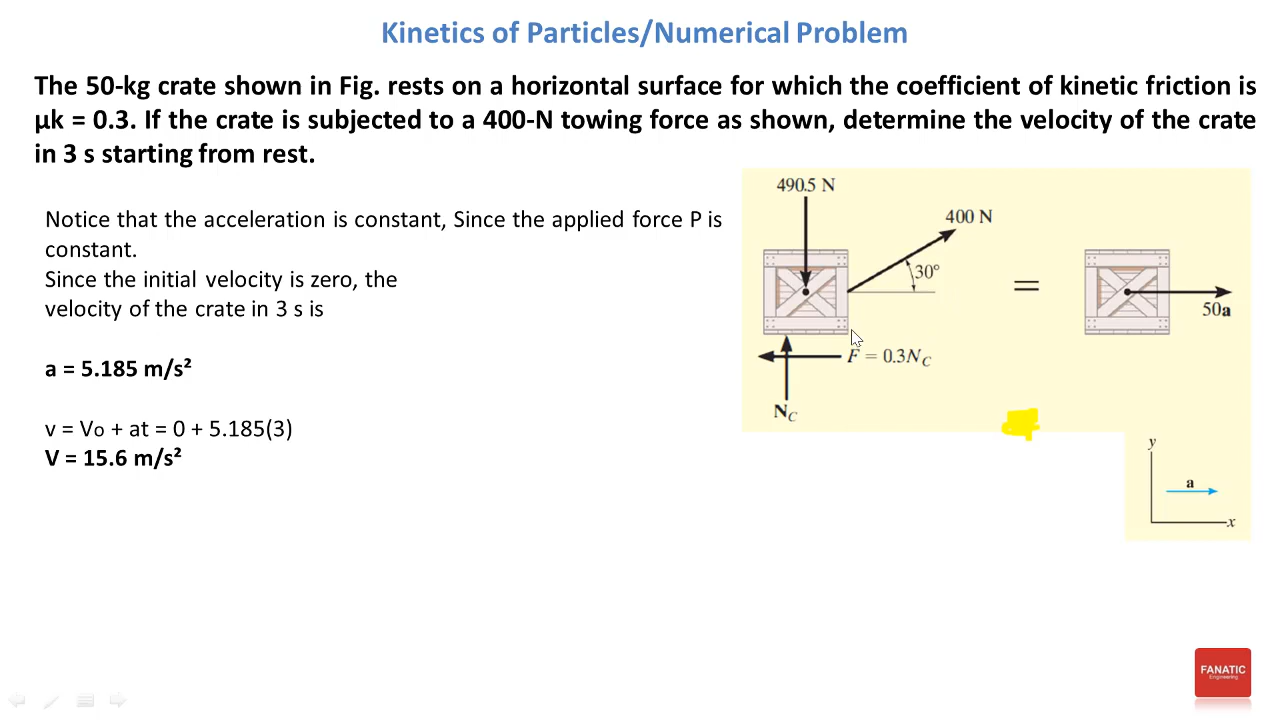 Kinetics of Particles/Numerical Problem
The 50-kg crate shown in Fig. rests on a horizontal surface for which the coefficient of kinetic friction is
µk = 0.3. If the crate is subjected to a 400-N towing force as shown, determine the velocity of the crate
in 3 s starting from rest.
Notice that the acceleration is constant, Since the applied force P is
constant.
Since the initial velocity is zero, the
velocity of the crate in 3 s is
a = 5.185 m/s²
v = Vo + at = 0 + 5.185(3)
V = 15.6 m/s²
490.5 N
400 N
30°
=
50a
F = 0.3N_C
N_C
y
a
x
FANATIC
Engineering